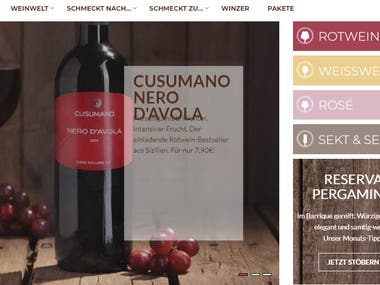 WEINWELT
SCHMECKT NACH...
SCHMECKT ZU...
WINZER
PAKETE
CUSUMANO
NERO D'AVOLA
CUSUMANO
NERO
D'AVOLA
intensiver Frucht. Der
einladende Rotwein-Bestseller
aus Sizilien. Für nur 7,90€!
ROTWEIN
WEISSWE
ROSÉ
SEKT & SE
RESERVA
PERGAMIN
Im Barrique gereift. Würzig
elegant und samtig-we
Unser Monats-Tipp
JETZT STÖBERN